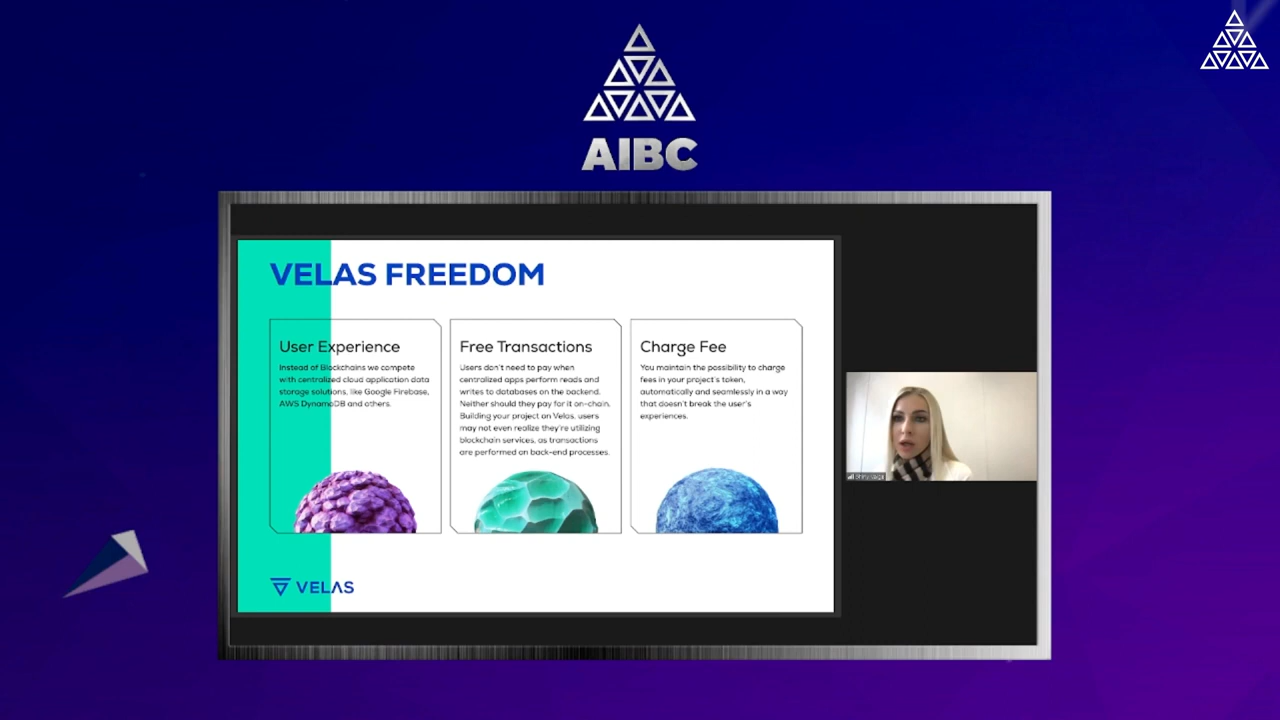 AIBC
VELAS FREEDOM
User Experience
Instead of Blockchains we compete
with centralized cloud application data
storage solutions, like Google Firebase,
AWS DynamoDB and others.
Free Transactions
Users don't need to pay when
centralized apps perform reads and
writes to databases on the backend.
Neither should they pay for it on-chain.
Building your project on Velas, users
may not even realize they're utilizing
blockchain services, as transactions
are performed on back-end processes.
Charge Fee
You maintain the possibility to charge
fees in your project's token,
automatically and seamlessly in a way
that doesn't break the user's
experiences.
VELAS